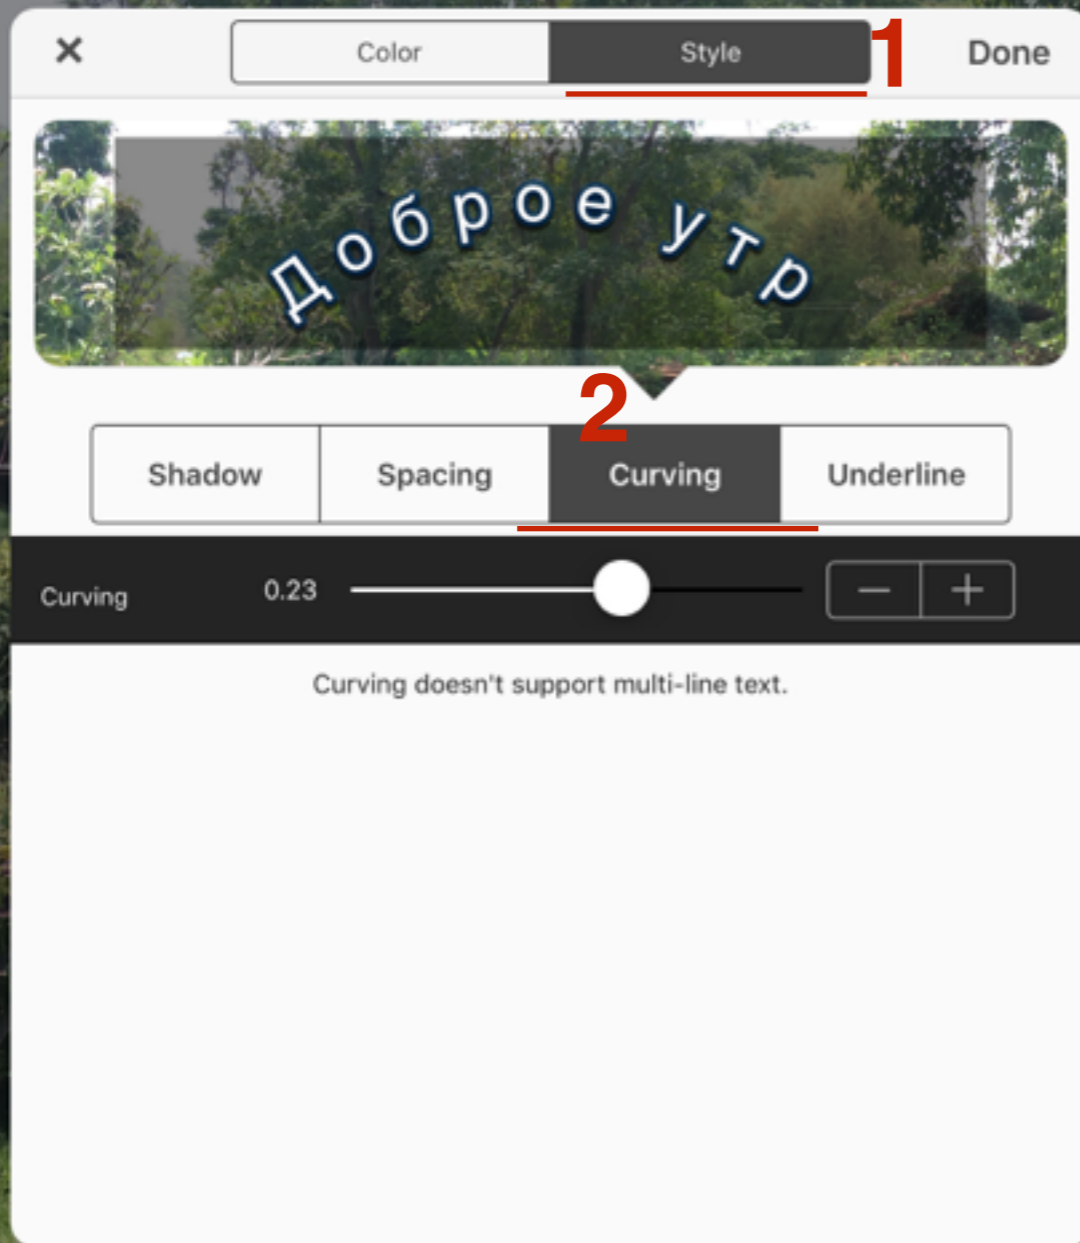 × Color Style 1 Done
Доброе утр
2
Shadow Spacing Curving Underline
Curving 0.23 − +
Curving doesn't support multi-line text.